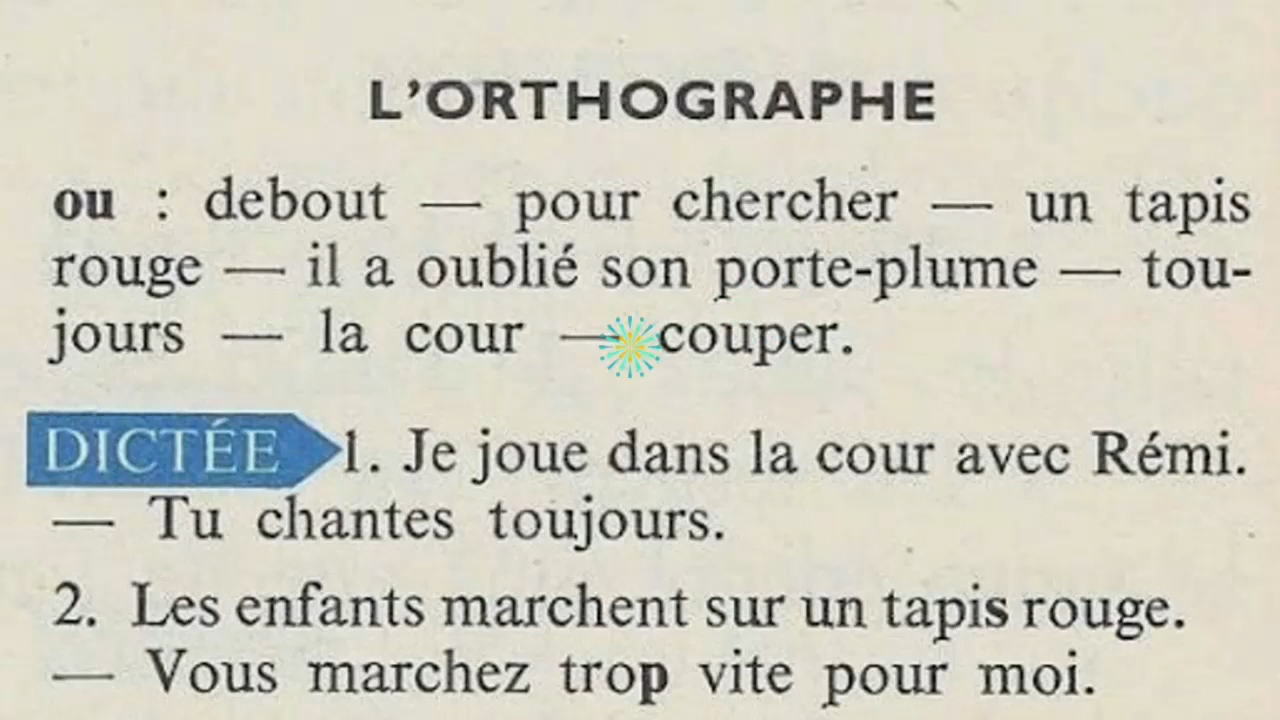 L'ORTHOGRAPHE
ou : debout — pour chercher — un tapis
rouge — il a oublié son porte-plume — tou-
jours — la cour — couper.
DICTÉE 1. Je joue dans la cour avec Rémi.
— Tu chantes toujours.
2. Les enfants marchent sur un tapis rouge.
— Vous marchez trop vite pour moi.